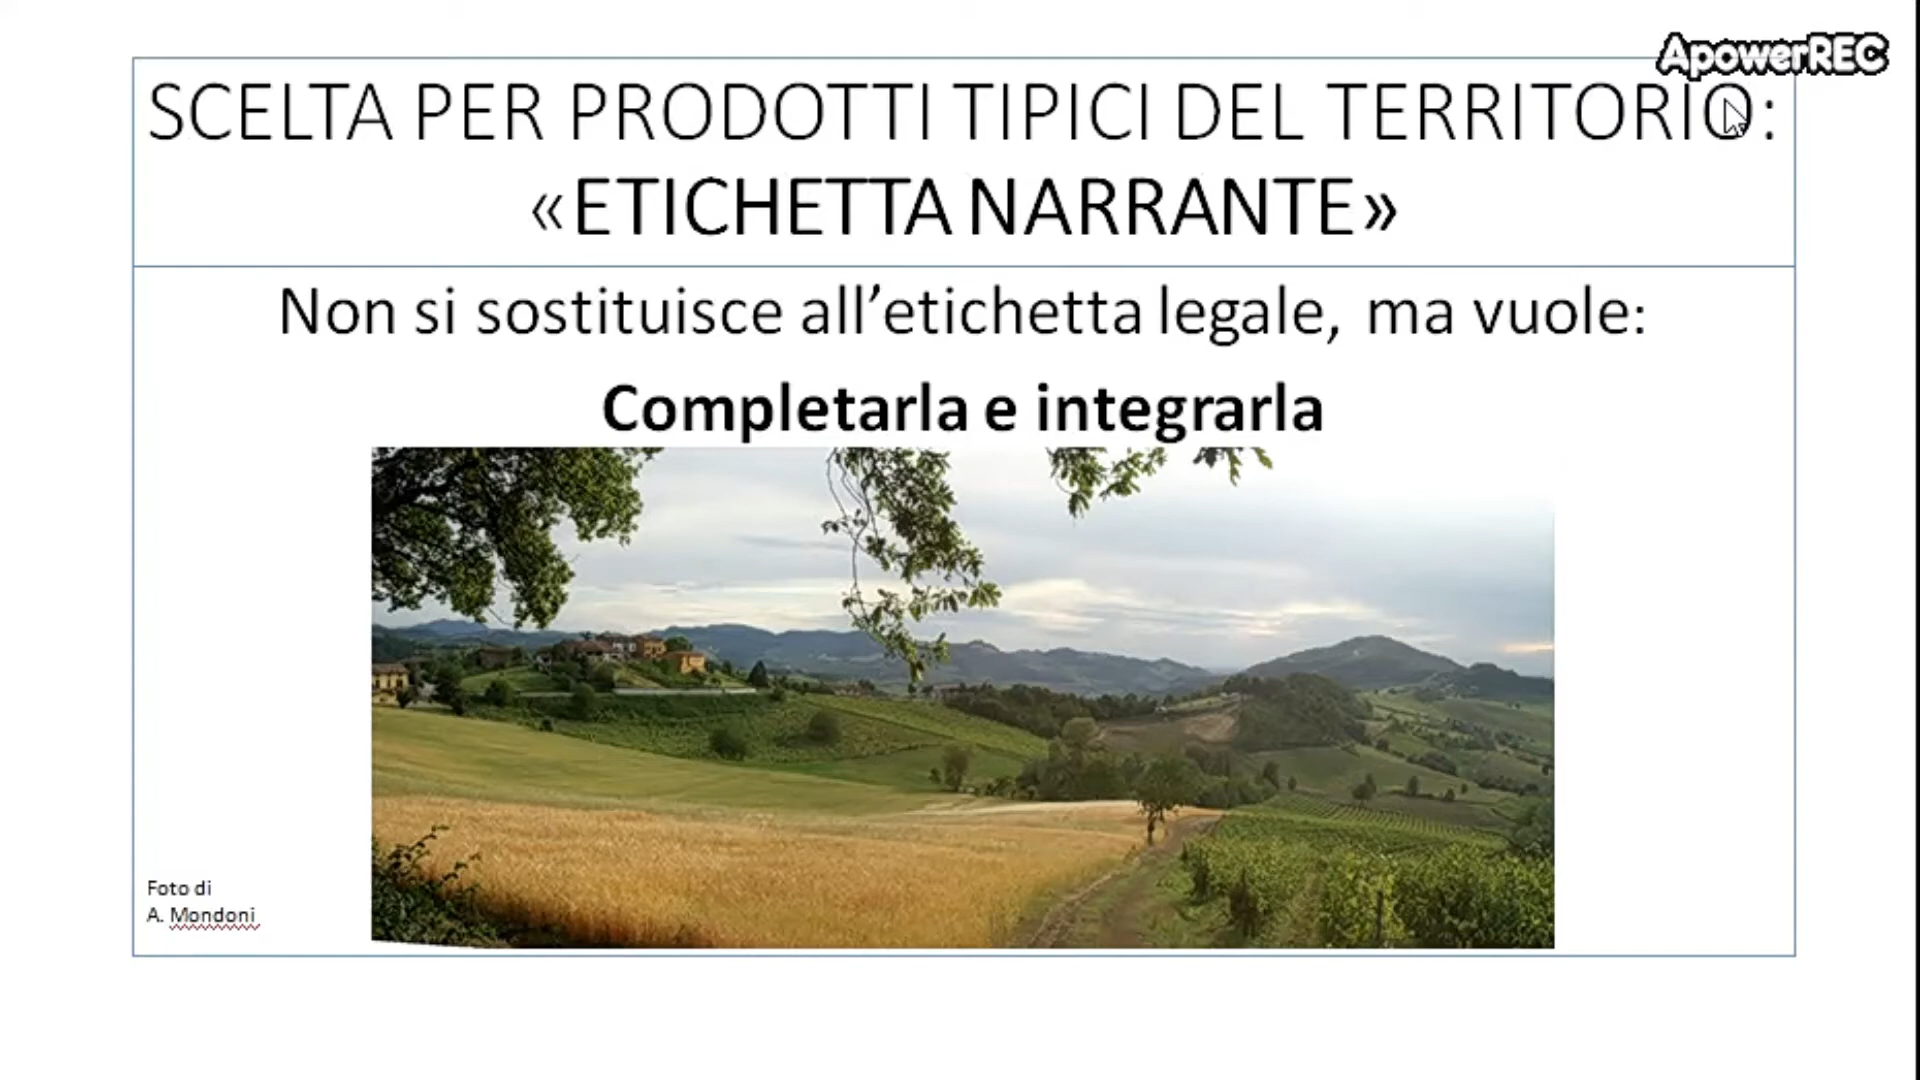 ApowerREC
SCELTA PER PRODOTTI TIPICI DEL TERRITORIO:
«ETICHETTA NARRANTE»
Non si sostituisce all’etichetta legale, ma vuole:
Completarla e integrarla
Foto di
A. Mondoni